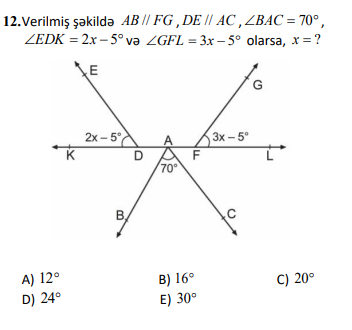 12.Verilmiş şəkildə AB // FG , DE // AC , ∠BAC = 70°,
∠EDK = 2x – 5° və ∠GFL = 3x – 5° olarsa, x = ?
E
G
2x – 5°
A
3x – 5°
K
D
F
L
70°
B
C
A) 12°
B) 16°
C) 20°
D) 24°
E) 30°